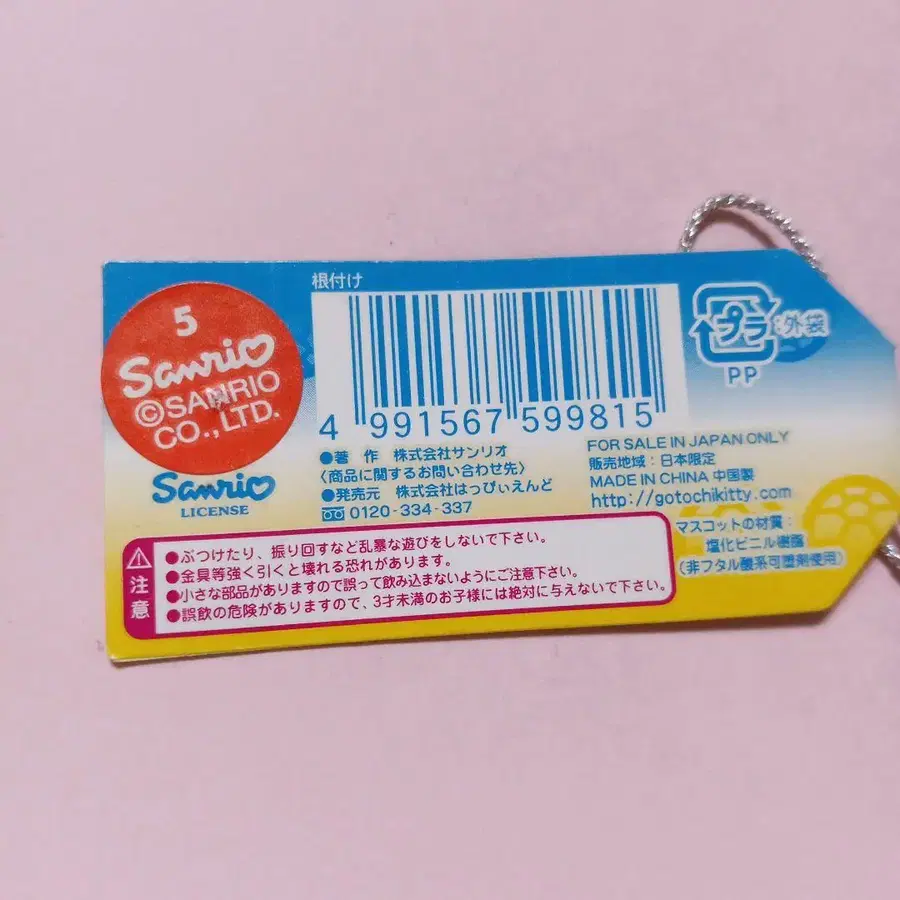 5
Sanrio
©SANRIO
CO., LTD.
Sanrio
LICENSE
根付け
4 991567 599815
●著 作 株式会社サンリオ
〈商品に関するお問い合わせ先〉
●発売元 株式会社はっぴぃえんど
0120-334-337
プラ :外袋
PP
FOR SALE IN JAPAN ONLY
販売地域:日本限定
MADE IN CHINA 中国製
http://gotochikitty.com
マスコットの材質:
塩化ビニル樹脂
(非フタル酸系可塑剤使用)
注意
●ぶつけたり、振り回すなど乱暴な遊びをしないで下さい。
●金具等強く引くと壊れる恐れがあります。
●小さな部品がありますので誤って飲み込まないようにご注意下さい。
●誤飲の危険がありますので、3才未満のお子様には絶対に与えないで下さい。